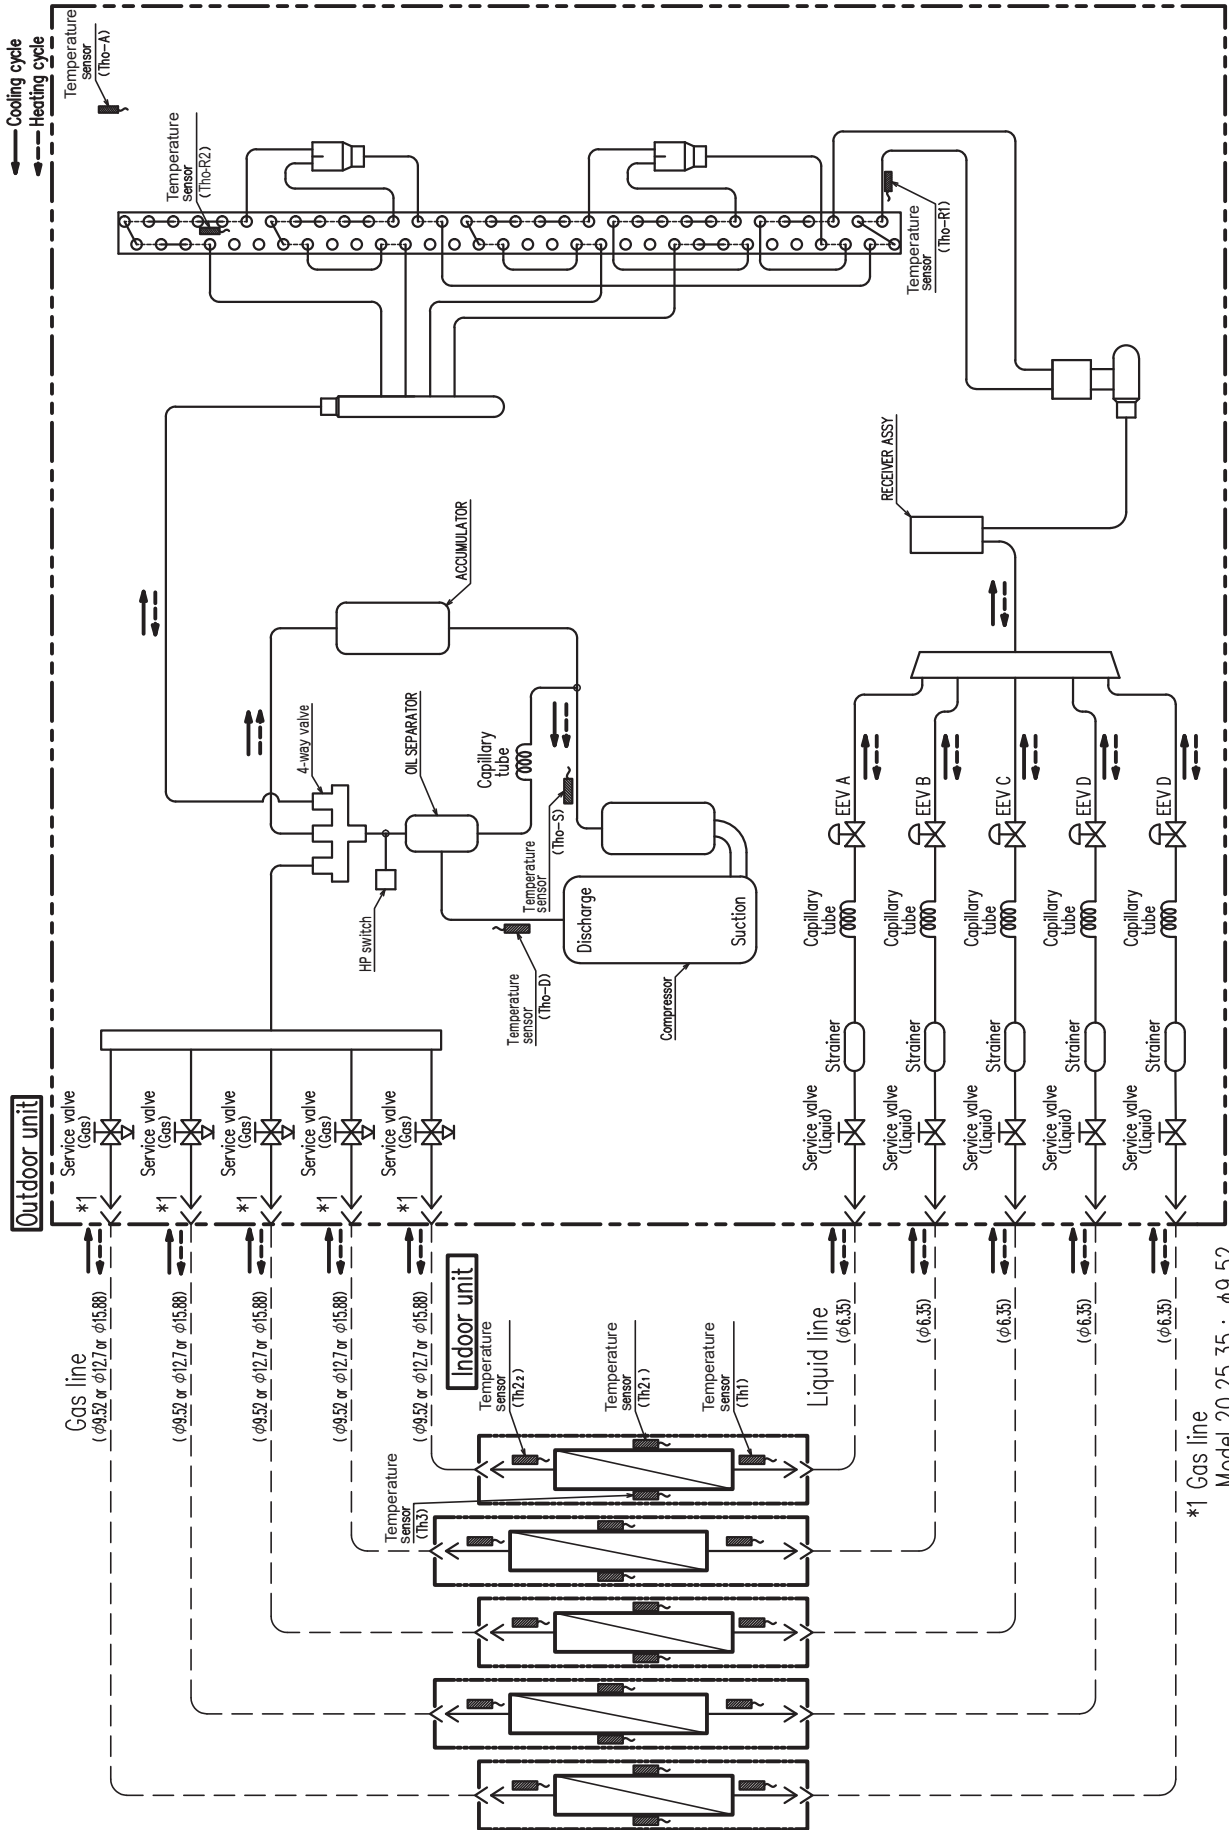 Cooling cycle
Heating cycle
Temperature
sensor
(Tho-A)
Temperature
sensor
(Tho-R2)
Temperature
sensor
(Tho-R1)
RECEIVER ASSY
ACCUMULATOR
4-way valve
OIL SEPARATOR
Capillary
tube
HP switch
Temperature
sensor
(Tho-S)
Temperature
sensor
(Tho-D)
Discharge
Suction
Compressor
EEV A
EEV B
EEV C
EEV D
EEV D
Capillary
tube
Capillary
tube
Capillary
tube
Capillary
tube
Capillary
tube
Strainer
Strainer
Strainer
Strainer
Strainer
Service valve
(Liquid)
Service valve
(Liquid)
Service valve
(Liquid)
Service valve
(Liquid)
Service valve
(Liquid)
Outdoor unit
Service valve
(Gas)
Service valve
(Gas)
Service valve
(Gas)
Service valve
(Gas)
Service valve
(Gas)
*1
*1
*1
*1
*1
Gas line
(φ9.52 or φ12.7 or φ15.88)
(φ9.52 or φ12.7 or φ15.88)
(φ9.52 or φ12.7 or φ15.88)
(φ9.52 or φ12.7 or φ15.88)
(φ9.52 or φ12.7 or φ15.88)
Indoor unit
Temperature
sensor
(Th2₂)
Temperature
sensor
(Th2₁)
Temperature
sensor
(Th1)
Temperature
sensor
(Th3)
Liquid line
(φ6.35)
(φ6.35)
(φ6.35)
(φ6.35)
(φ6.35)
*1 Gas line
Model 20,25,35 : φ9.52